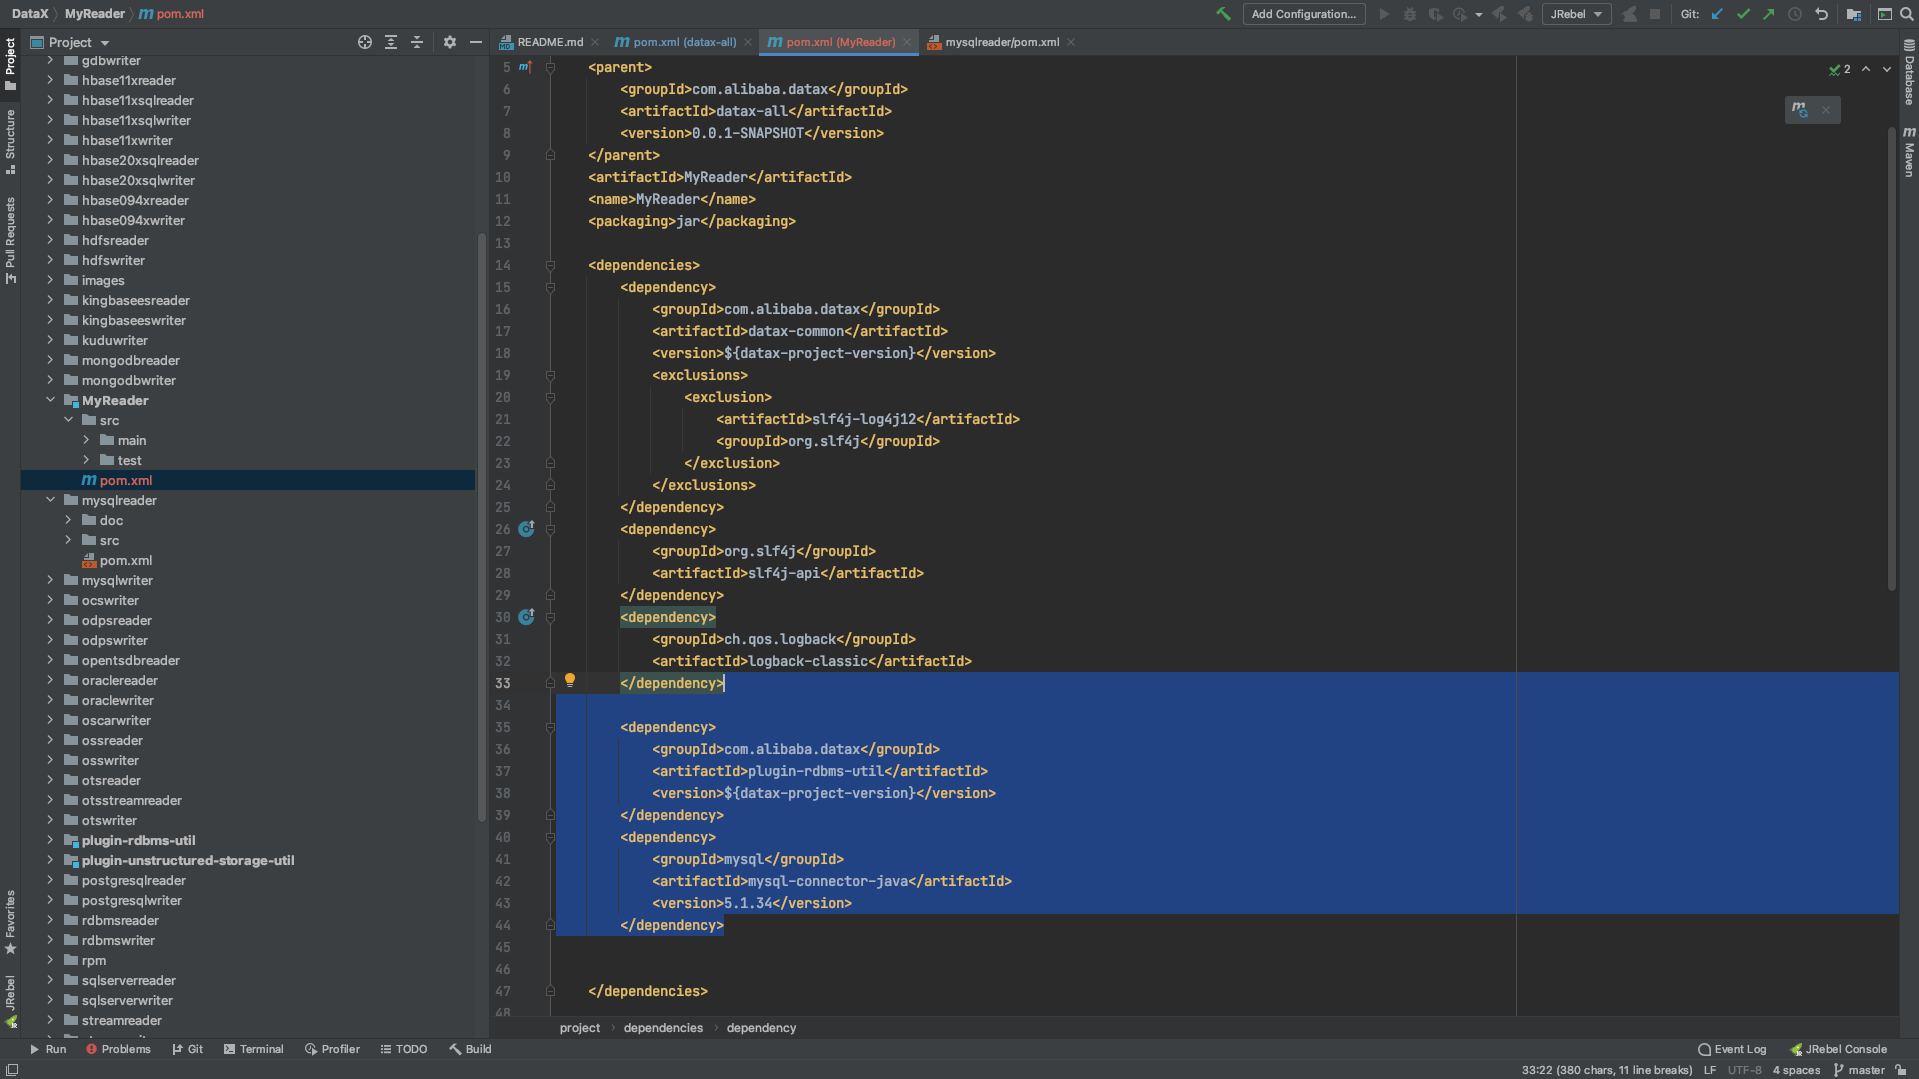 DataX MyReader pom.xml
Add Configuration...
JRebel
Git:
Project
README.md
pom.xml (datax-all)
pom.xml (MyReader)
mysqlreader/pom.xml
Project
Structure
Pull Requests
Favorites
JRebel
gdbwriter
hbase11xreader
hbase11xsqlreader
hbase11xsqlwriter
hbase11xwriter
hbase20xsqlreader
hbase20xsqlwriter
hbase094xreader
hbase094xwriter
hdfsreader
hdfswriter
images
kingbaseesreader
kingbaseeswriter
kuduwriter
mongodbreader
mongodbwriter
MyReader
src
main
test
pom.xml
mysqlreader
doc
src
pom.xml
mysqlwriter
ocswriter
odpsreader
odpswriter
opentsdbreader
oraclereader
oraclewriter
oscarwriter
ossreader
osswriter
otsreader
otsstreamreader
otswriter
plugin-rdbms-util
plugin-unstructured-storage-util
postgresqlreader
postgresqlwriter
rdbmsreader
rdbmswriter
rpm
sqlserverreader
sqlserverwriter
streamreader
5 <parent>
6 <groupId>com.alibaba.datax</groupId>
7 <artifactId>datax-all</artifactId>
8 <version>0.0.1-SNAPSHOT</version>
9 </parent>
10 <artifactId>MyReader</artifactId>
11 <name>MyReader</name>
12 <packaging>jar</packaging>
13
14 <dependencies>
15 <dependency>
16 <groupId>com.alibaba.datax</groupId>
17 <artifactId>datax-common</artifactId>
18 <version>${datax-project-version}</version>
19 <exclusions>
20 <exclusion>
21 <artifactId>slf4j-log4j12</artifactId>
22 <groupId>org.slf4j</groupId>
23 </exclusion>
24 </exclusions>
25 </dependency>
26 <dependency>
27 <groupId>org.slf4j</groupId>
28 <artifactId>slf4j-api</artifactId>
29 </dependency>
30 <dependency>
31 <groupId>ch.qos.logback</groupId>
32 <artifactId>logback-classic</artifactId>
33 </dependency>
34
35 <dependency>
36 <groupId>com.alibaba.datax</groupId>
37 <artifactId>plugin-rdbms-util</artifactId>
38 <version>${datax-project-version}</version>
39 </dependency>
40 <dependency>
41 <groupId>mysql</groupId>
42 <artifactId>mysql-connector-java</artifactId>
43 <version>5.1.34</version>
44 </dependency>
45
46
47 </dependencies>
48
2
Database
Maven
project dependencies dependency
Run Problems Git Terminal Profiler TODO Build
Event Log JRebel Console
33:22 (380 chars, 11 line breaks) LF UTF-8 4 spaces master